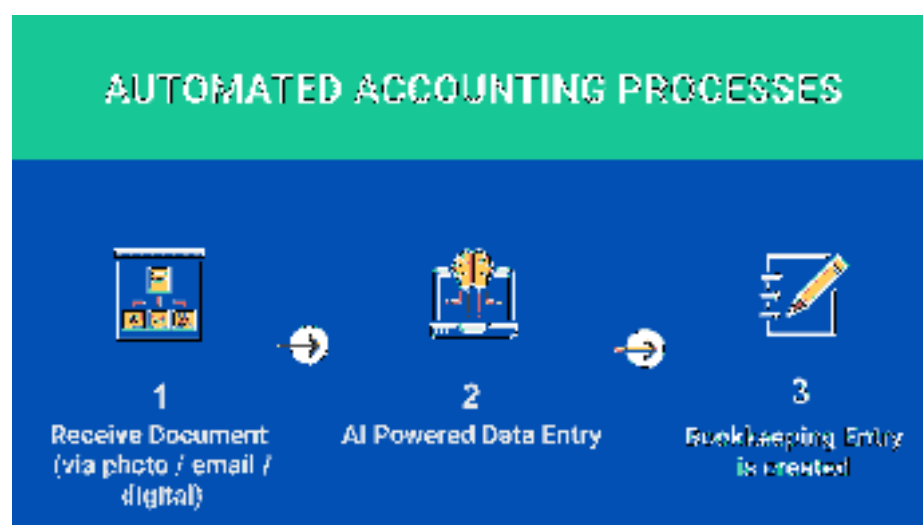 AUTOMATED ACCOUNTING PROCESSES
1
Receive Document
(via photo / email /
digital)
2
AI Powered Data Entry
3
Bookkeeping Entry
is created